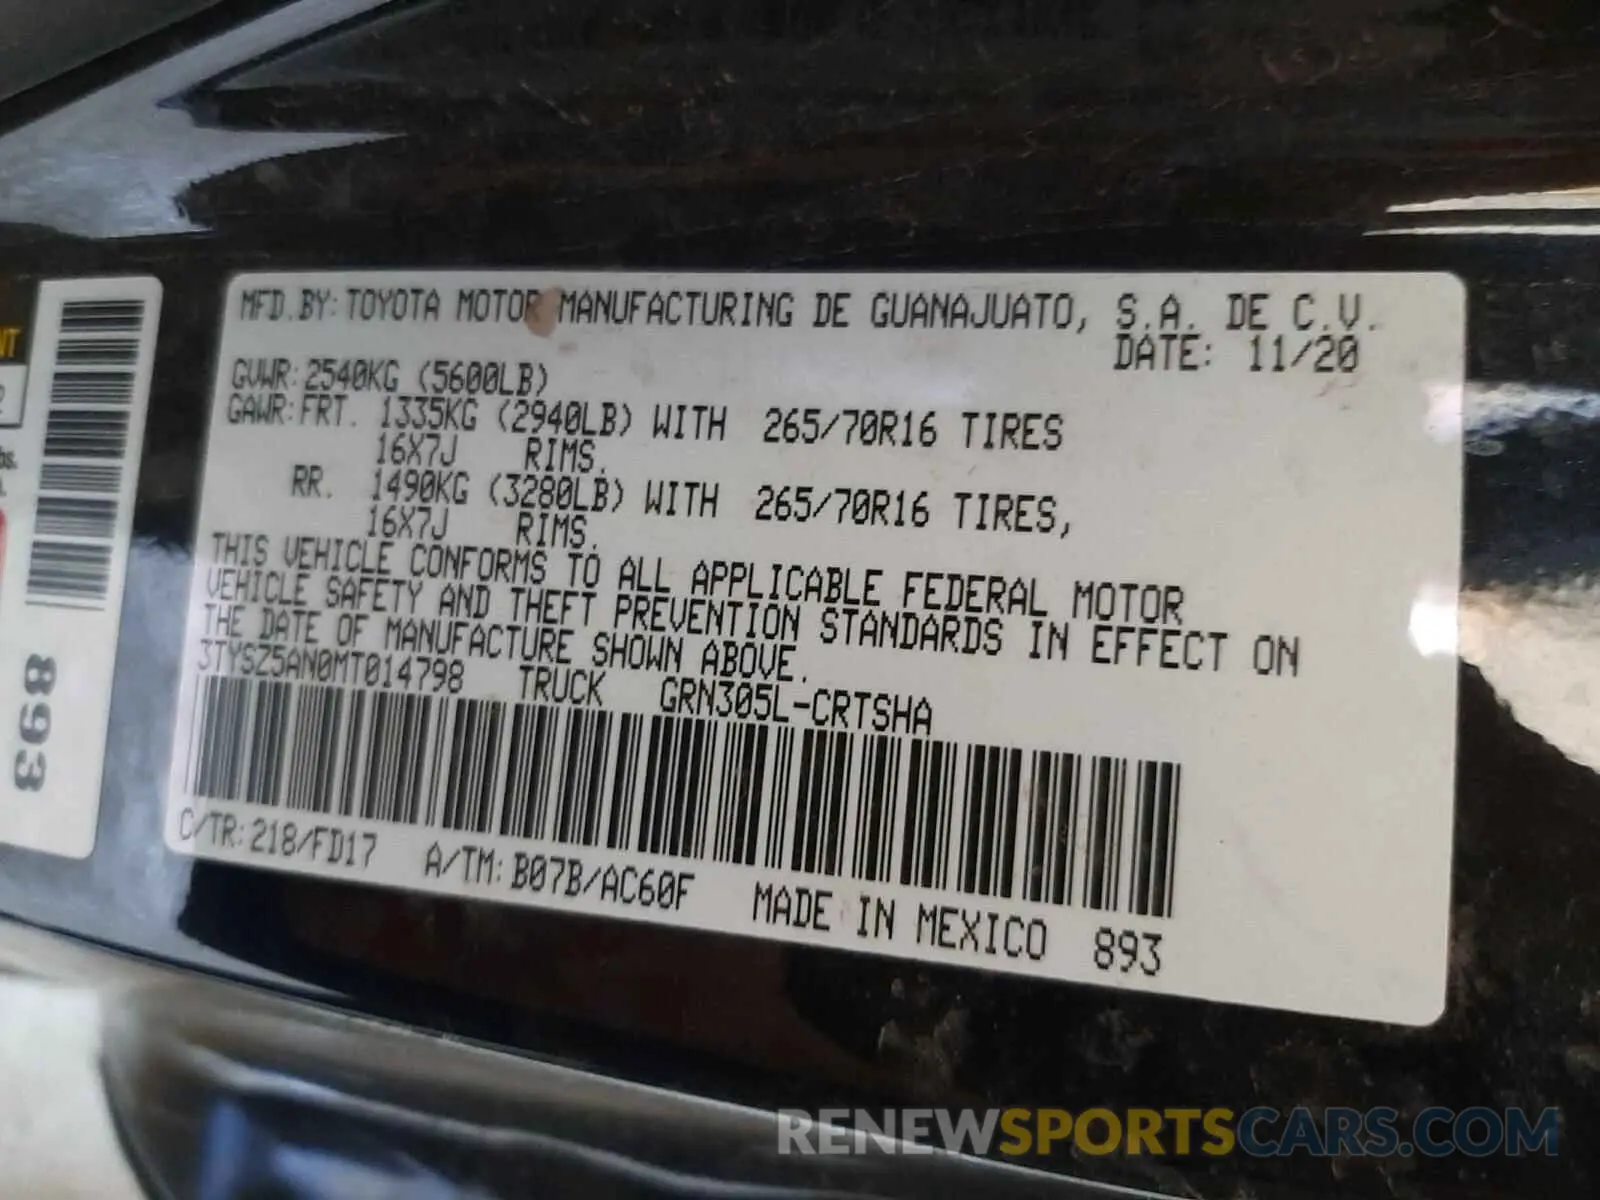 MFD.BY:TOYOTA MOTOR MANUFACTURING DE GUANAJUATO, S.A. DE C.V.
DATE: 11/20
GVWR:2540KG (5600LB)
GAWR:FRT. 1335KG (2940LB) WITH 265/70R16 TIRES
16X7J RIMS.
RR. 1490KG (3280LB) WITH 265/70R16 TIRES,
16X7J RIMS.
THIS VEHICLE CONFORMS TO ALL APPLICABLE FEDERAL MOTOR
VEHICLE SAFETY AND THEFT PREVENTION STANDARDS IN EFFECT ON
THE DATE OF MANUFACTURE SHOWN ABOVE.
3TYSZ5AN0MT014798 TRUCK GRN305L-CRTSHA
C/TR:218/FD17 A/TM:B07B/AC60F MADE IN MEXICO 893
893
RENEWSPORTSCARS.COM